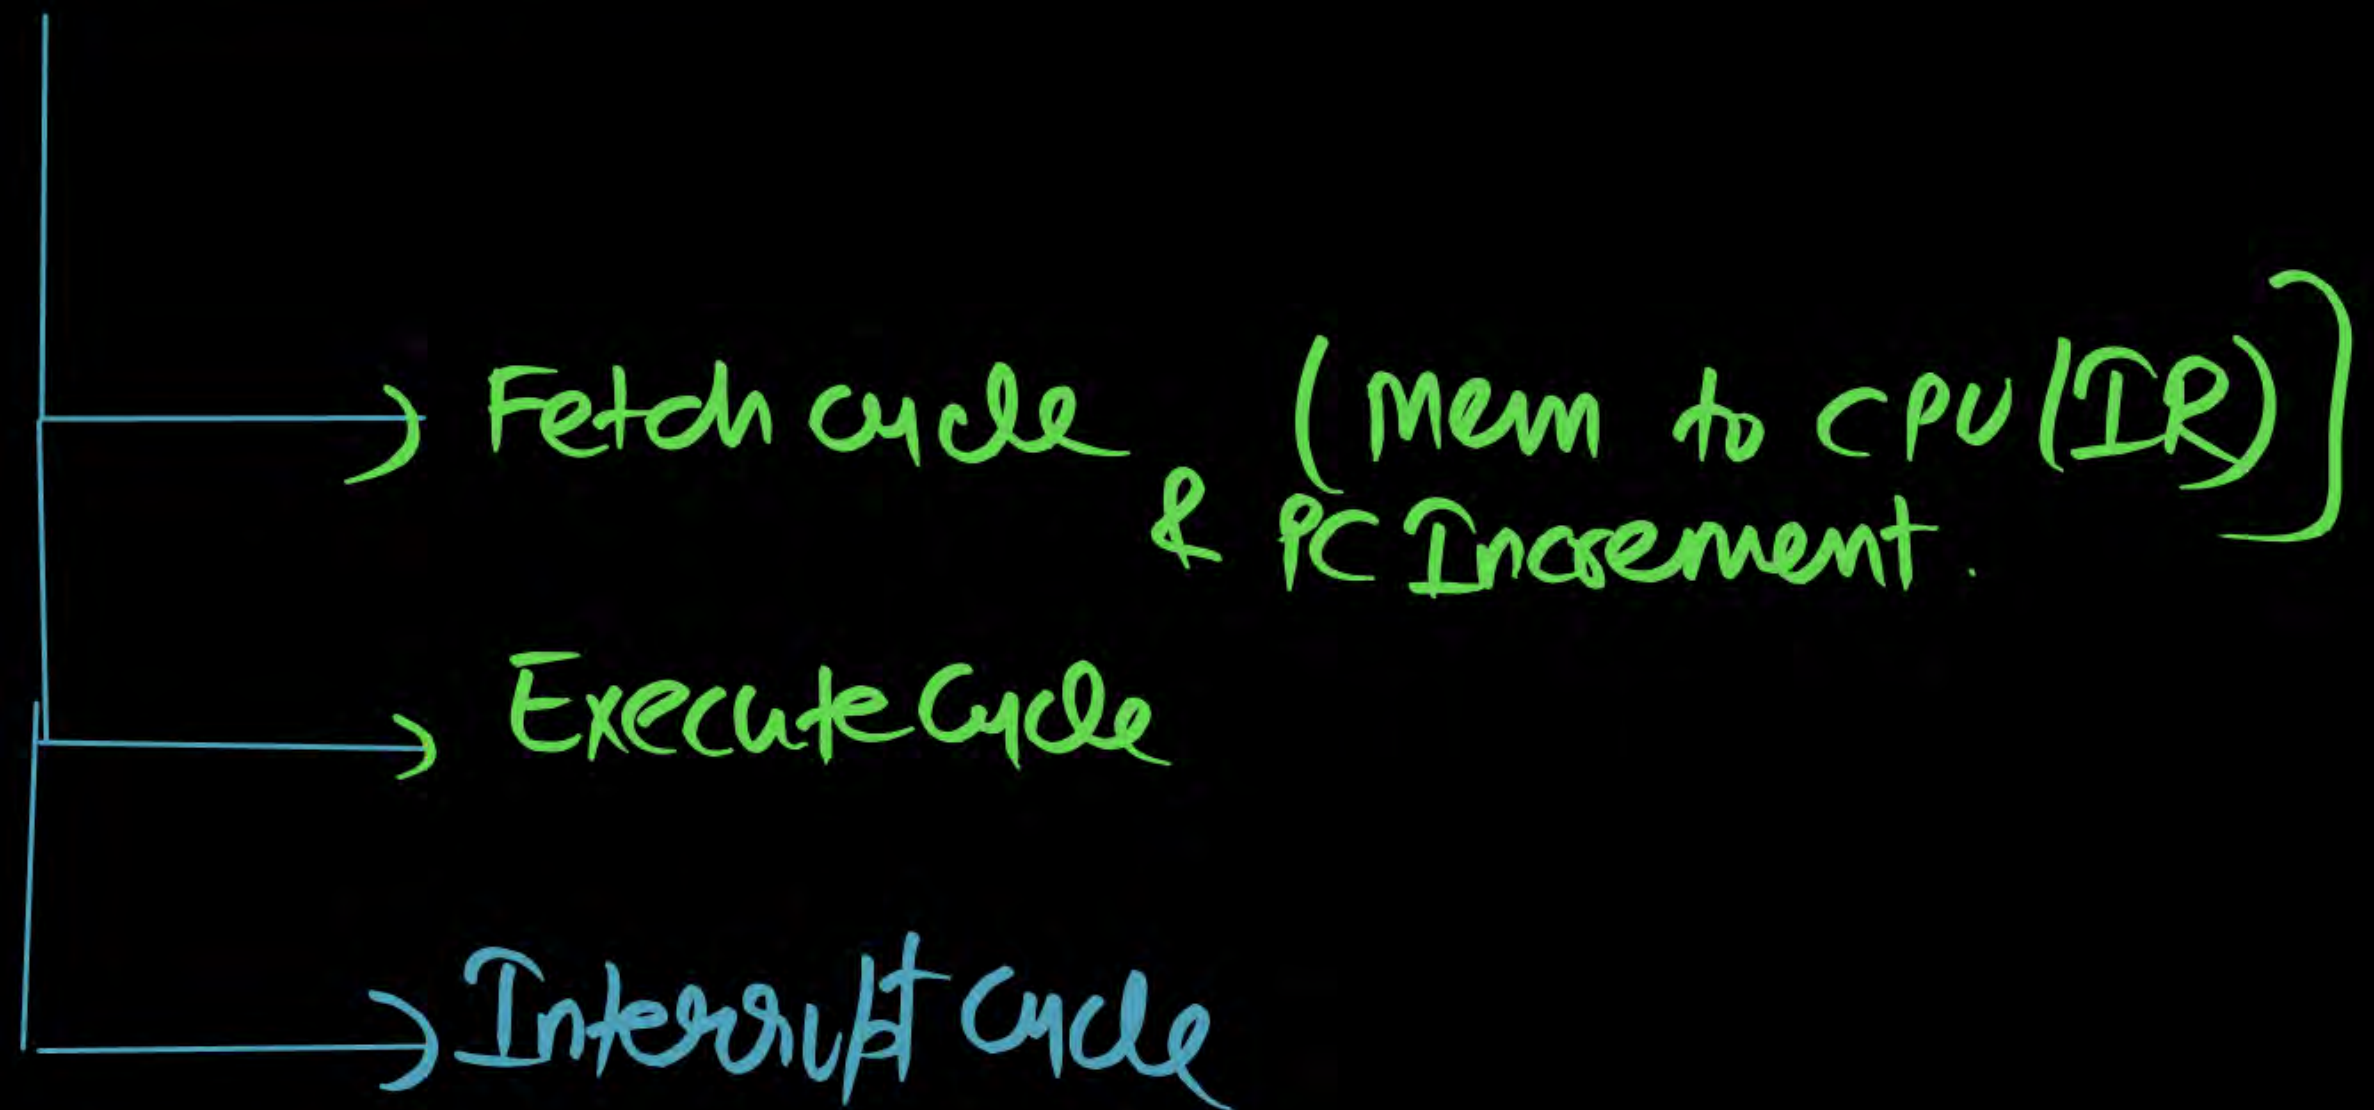 Fetch cycle (Mem to CPU (IR)]
& PC Increment.
Execute Cycle
Interrupt Cycle